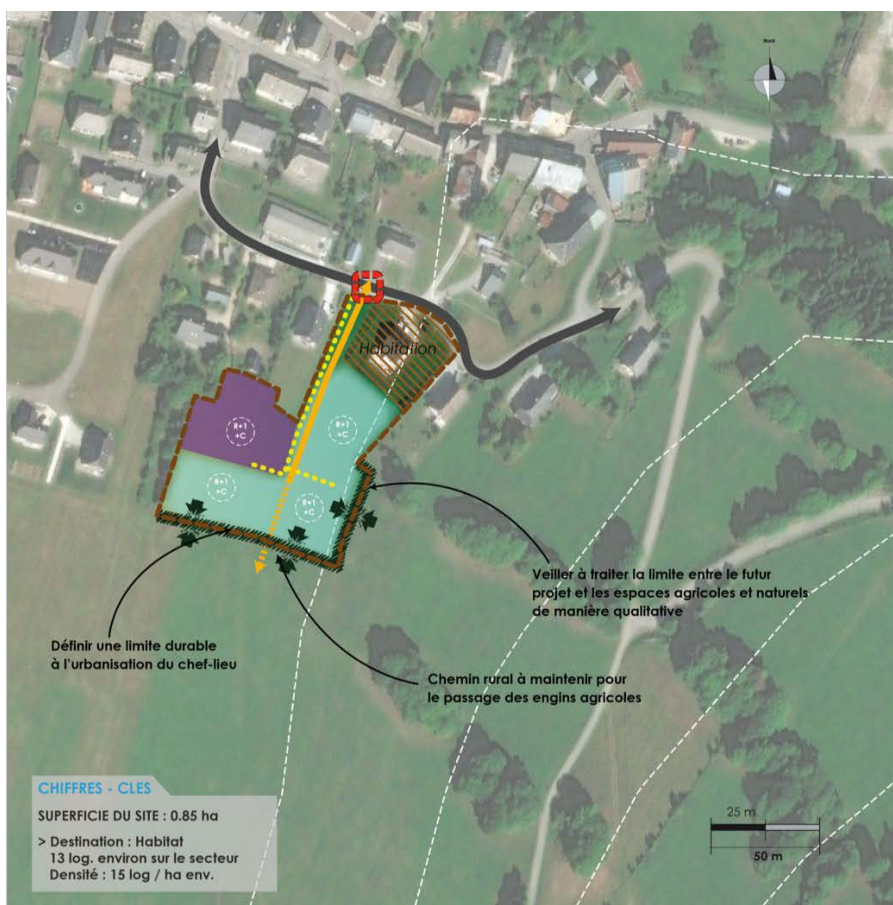 Nord
Habitation
R+1
+C
R+1
+C
R+1
+C
Veiller à traiter la limite entre le futur
projet et les espaces agricoles et naturels
de manière qualitative
Définir une limite durable
à l'urbanisation du chef-lieu
Chemin rural à maintenir pour
le passage des engins agricoles
CHIFFRES - CLES
SUPERFICIE DU SITE : 0.85 ha
> Destination : Habitat
13 log. environ sur le secteur
Densité : 15 log / ha env.
25 m
50 m